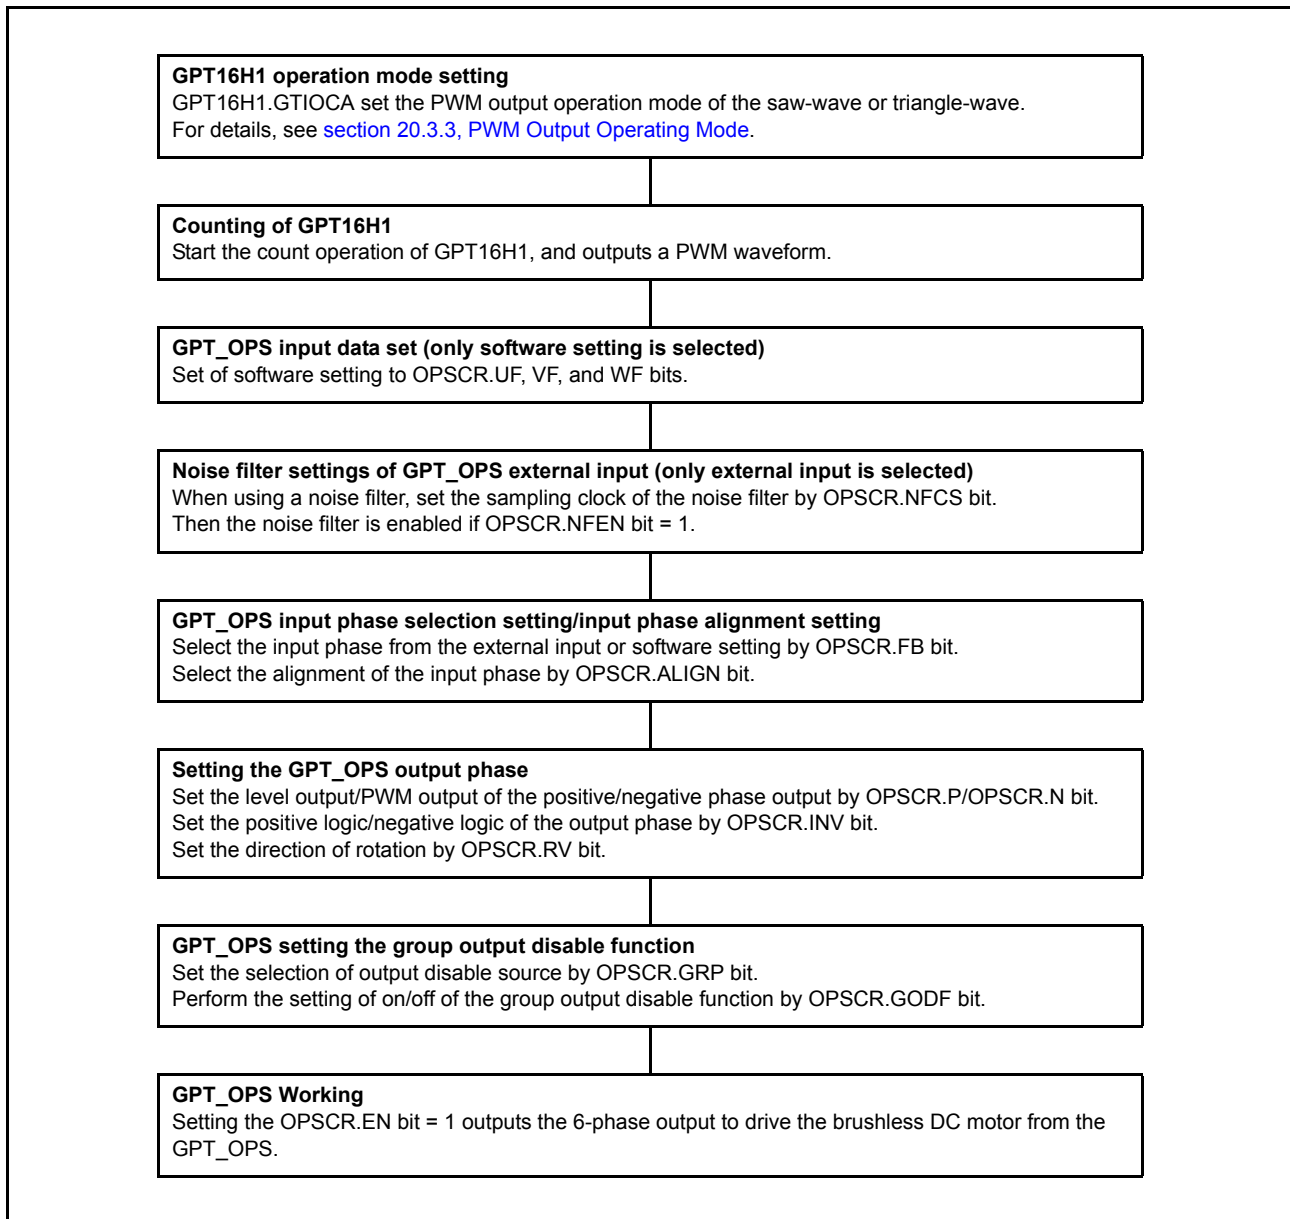 GPT16H1 operation mode setting
GPT16H1.GTIOCA set the PWM output operation mode of the saw-wave or triangle-wave.
For details, see section 20.3.3, PWM Output Operating Mode.
Counting of GPT16H1
Start the count operation of GPT16H1, and outputs a PWM waveform.
GPT_OPS input data set (only software setting is selected)
Set of software setting to OPSCR.UF, VF, and WF bits.
Noise filter settings of GPT_OPS external input (only external input is selected)
When using a noise filter, set the sampling clock of the noise filter by OPSCR.NFCS bit.
Then the noise filter is enabled if OPSCR.NFEN bit = 1.
GPT_OPS input phase selection setting/input phase alignment setting
Select the input phase from the external input or software setting by OPSCR.FB bit.
Select the alignment of the input phase by OPSCR.ALIGN bit.
Setting the GPT_OPS output phase
Set the level output/PWM output of the positive/negative phase output by OPSCR.P/OPSCR.N bit.
Set the positive logic/negative logic of the output phase by OPSCR.INV bit.
Set the direction of rotation by OPSCR.RV bit.
GPT_OPS setting the group output disable function
Set the selection of output disable source by OPSCR.GRP bit.
Perform the setting of on/off of the group output disable function by OPSCR.GODF bit.
GPT_OPS Working
Setting the OPSCR.EN bit = 1 outputs the 6-phase output to drive the brushless DC motor from the
GPT_OPS.